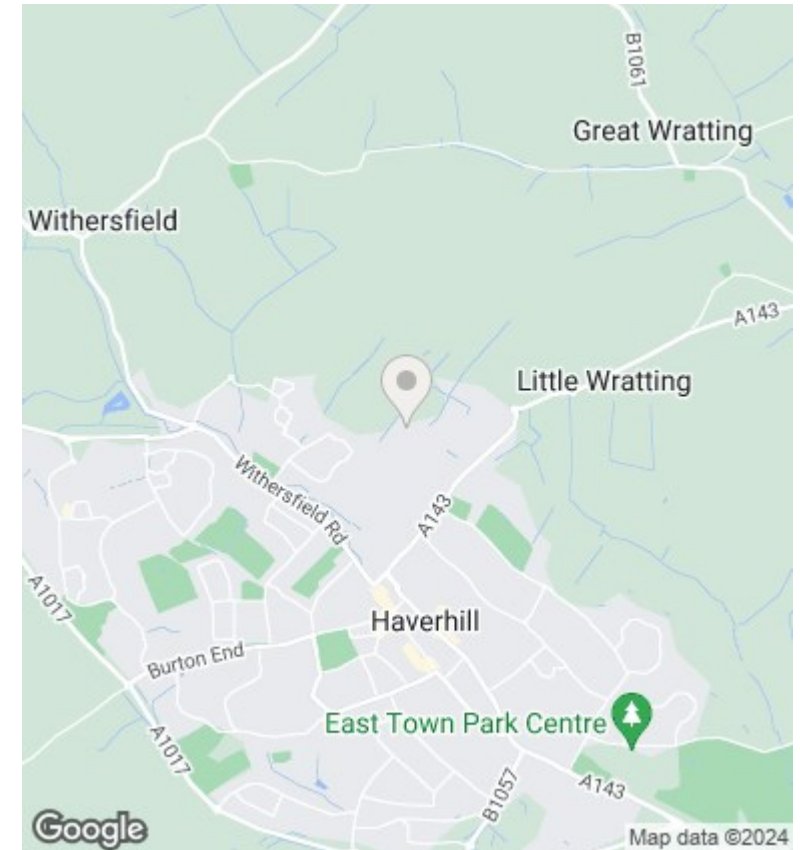 B1061
Great Wratting
Withersfield
A143
Little Wratting
Withersfield Rd
A143
A1017
Haverhill
Burton End
East Town Park Centre
A1017
A143
B1057
Google
Map data ©2024